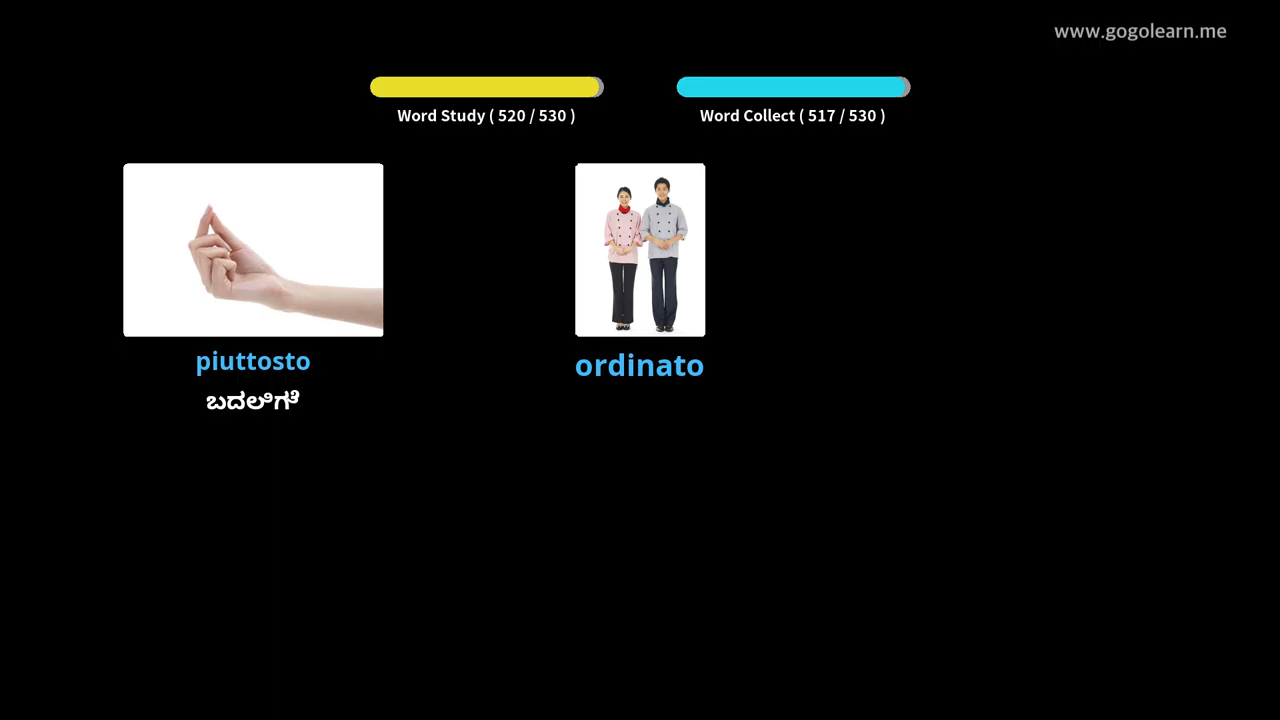 www.gogolearn.me
Word Study ( 520 / 530 )
Word Collect ( 517 / 530 )
piuttosto
ಬದಲಿಗೆ
ordinato